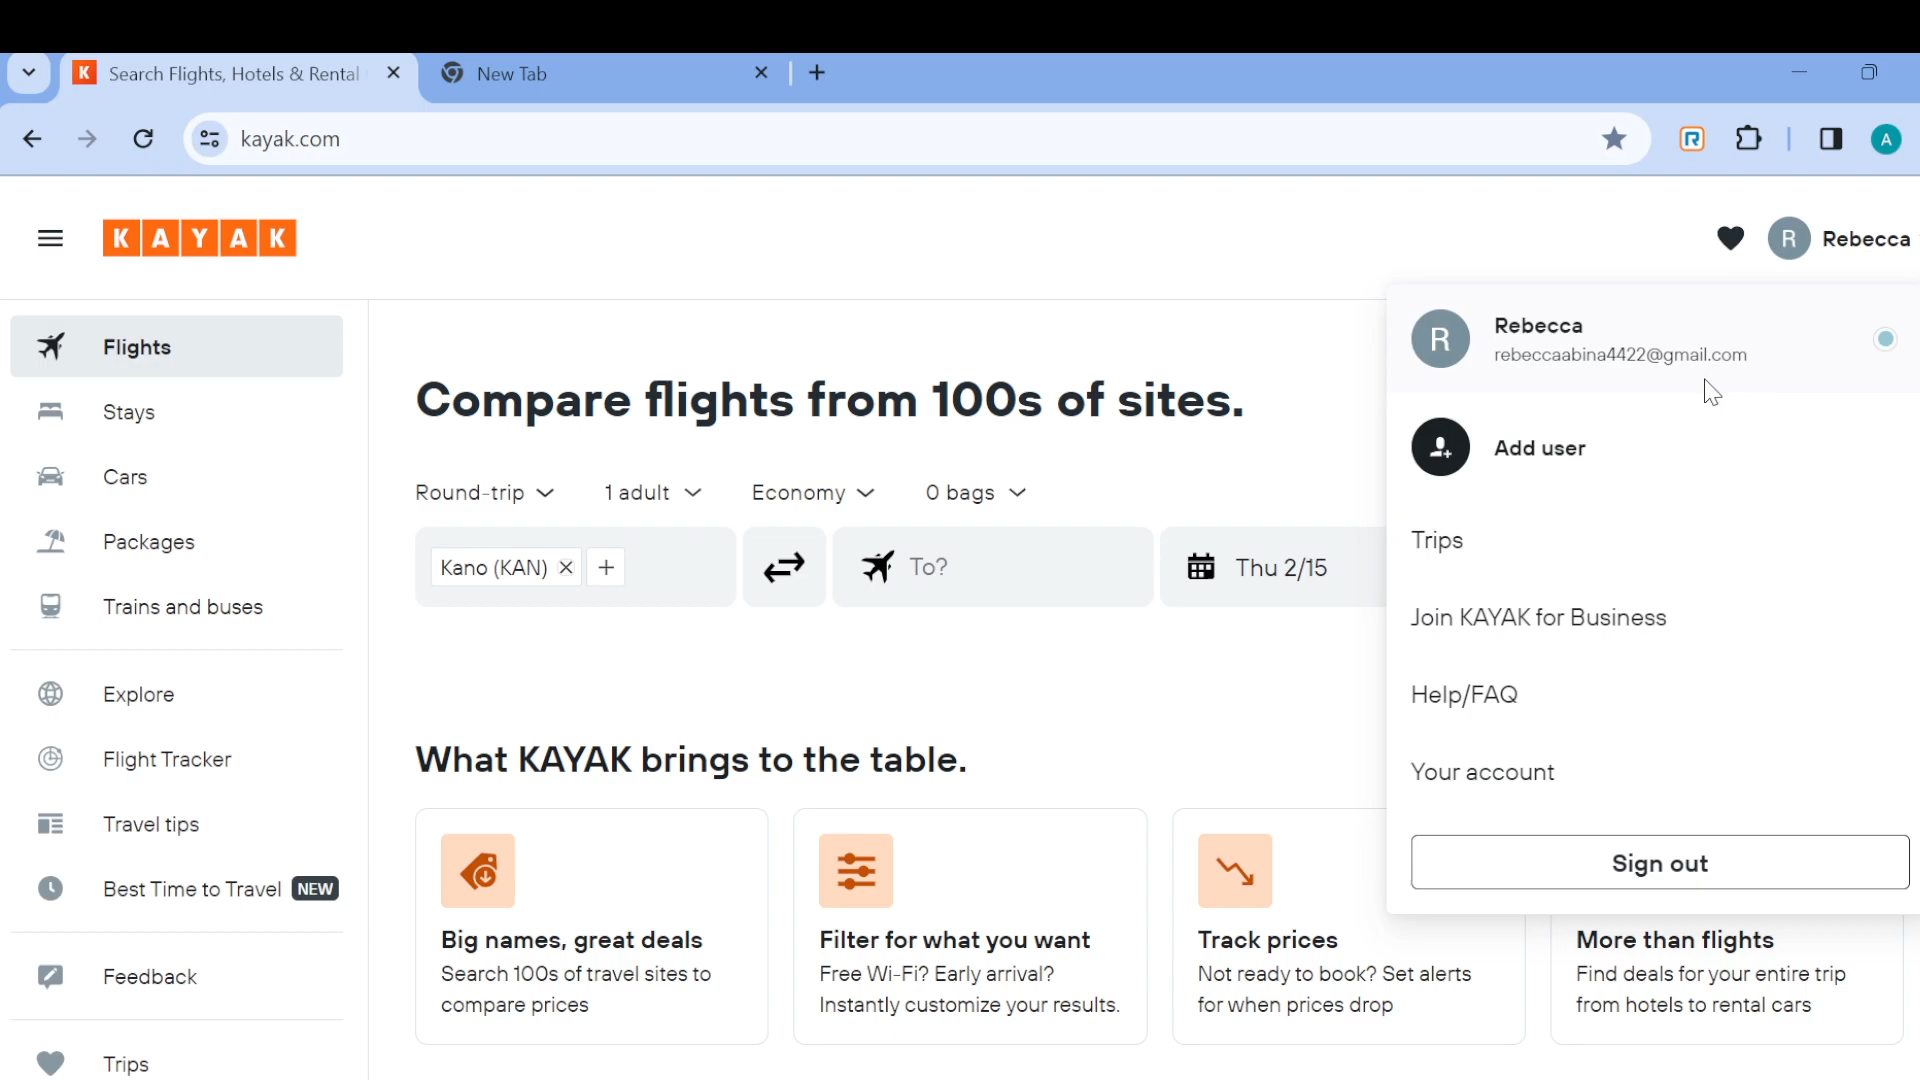 K Search Flights, Hotels & Rental
New Tab
kayak.com
A
KAYAK
R Rebecca
Flights
Stays
Cars
Packages
Trains and buses
Explore
Flight Tracker
Travel tips
Best Time to Travel NEW
Feedback
Trips
Compare flights from 100s of sites.
Round-trip 1 adult Economy 0 bags
Kano (KAN) To? Thu 2/15
What KAYAK brings to the table.
Big names, great deals
Search 100s of travel sites to
compare prices
Filter for what you want
Free Wi-Fi? Early arrival?
Instantly customize your results.
Track prices
Not ready to book? Set alerts
for when prices drop
More than flights
Find deals for your entire trip
from hotels to rental cars
R Rebecca
rebeccaabina4422@gmail.com
Add user
Trips
Join KAYAK for Business
Help/FAQ
Your account
Sign out